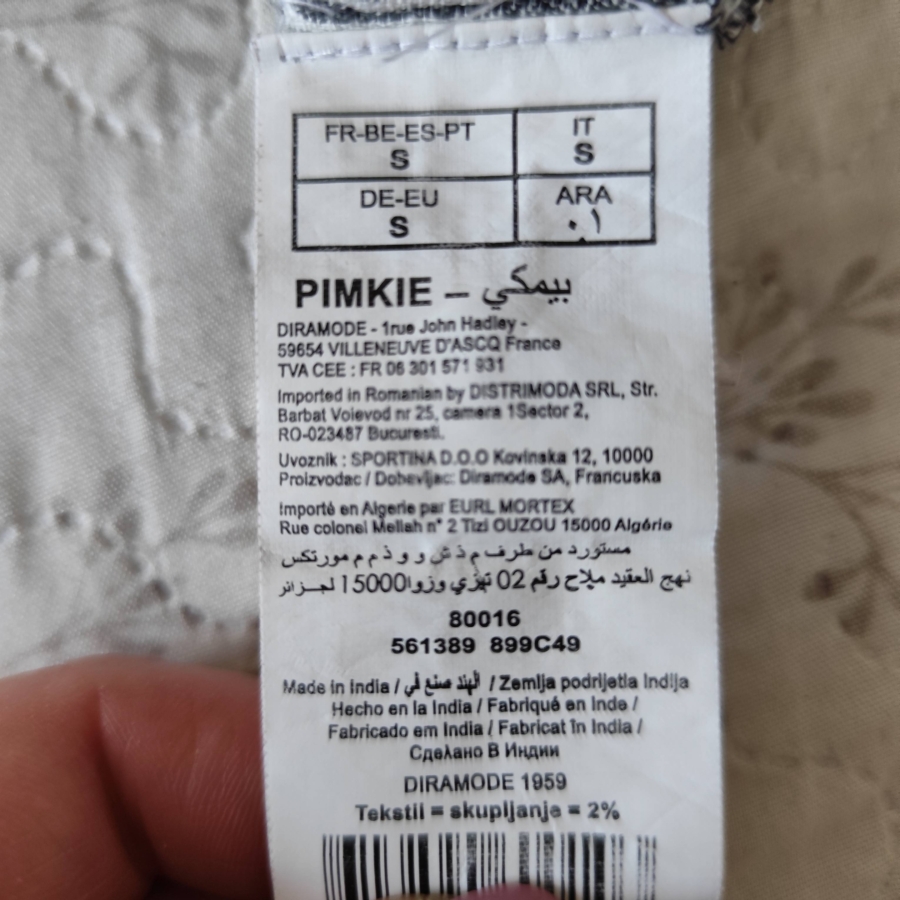 FR-BE-ES-PT
S
IT
S
DE-EU
S
ARA
٠١
PIMKIE – بيمكي
DIRAMODE - 1rue John Hadley -
59654 VILLENEUVE D'ASCQ France
TVA CEE : FR 06 301 571 931
Imported in Romanian by DISTRIMODA SRL, Str.
Barbat Voievod nr 25, camera 1Sector 2,
RO-023487 Bucuresti.
Uvoznik : SPORTINA D.O.O Kovinska 12, 10000
Proizvodac / Dobavljac: Diramode SA, Francuska
Importé en Algerie par EURL MORTEX
Rue colonel Mellah n° 2 Tizi OUZOU 15000 Algérie
مستورد من طرف م ذ ش و و ذ م م مورتكس
نهج العقيد ملاح رقم 02 تيزي وزو15000 لجزائر
80016
561389 899C49
Made in India / الهند صنع في / Zemlja podrijetla Indija
Hecho en la India / Fabriqué en Inde /
Fabricado em India / Fabricat în India /
Сделано В Индии
DIRAMODE 1959
Tekstil = skupljanje = 2%